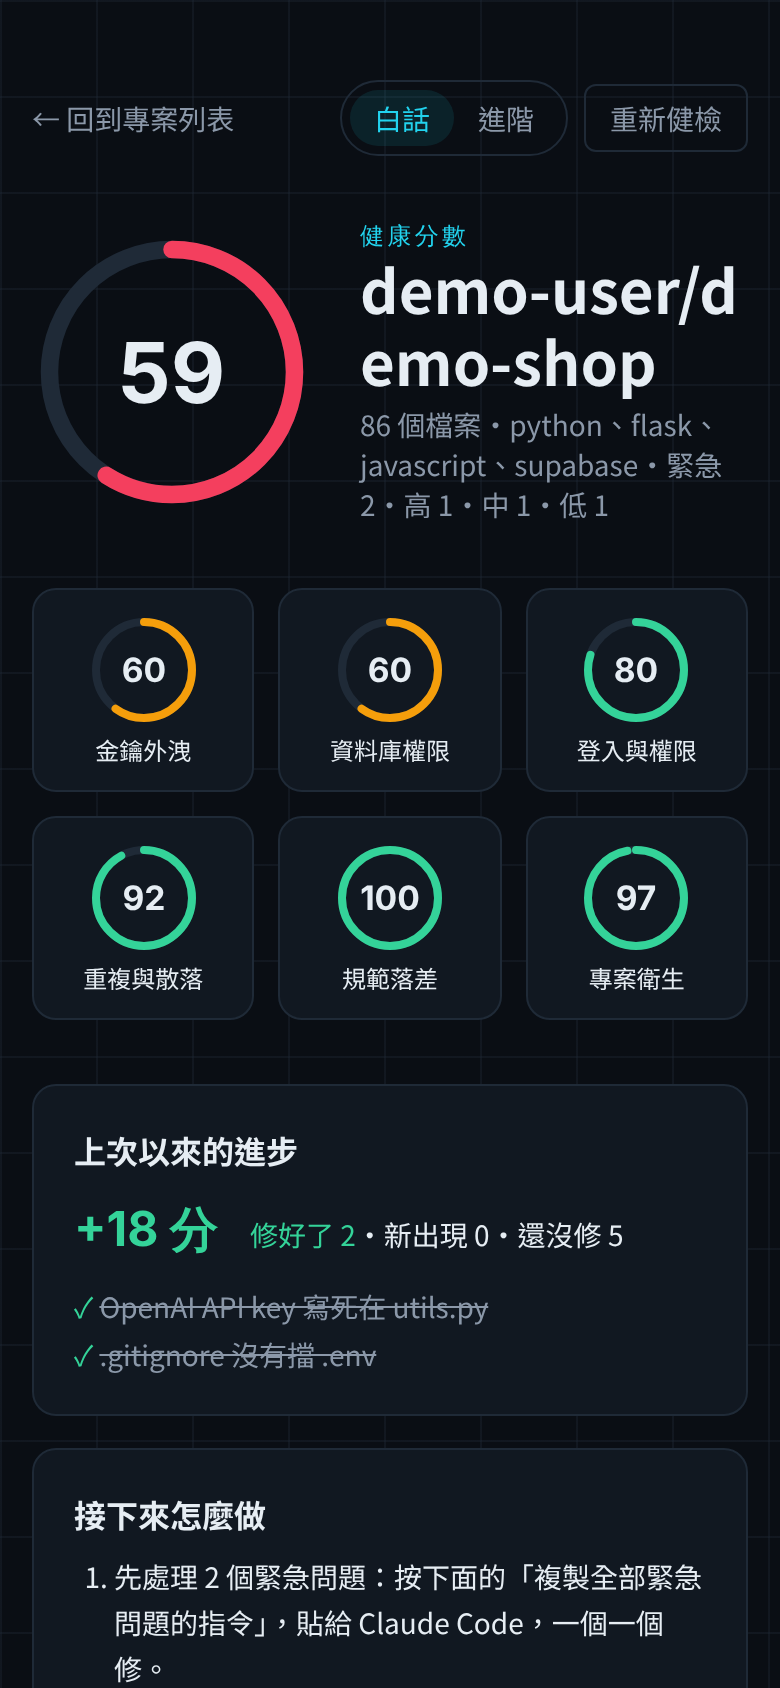 ← 回到專案列表
白話
進階
重新健檢
59
健康分數
demo-user/d
emo-shop
86 個檔案・python、flask、
javascript、supabase・緊急
2・高 1・中 1・低 1
60
金鑰外洩
60
資料庫權限
80
登入與權限
92
重複與散落
100
規範落差
97
專案衛生
上次以來的進步
+18 分
修好了 2・新出現 0・還沒修 5
✓ OpenAI API key 寫死在 utils.py
✓ .gitignore 沒有擋 .env
接下來怎麼做
1. 先處理 2 個緊急問題：按下面的「複製全部緊急
問題的指令」，貼給 Claude Code，一個一個
修。